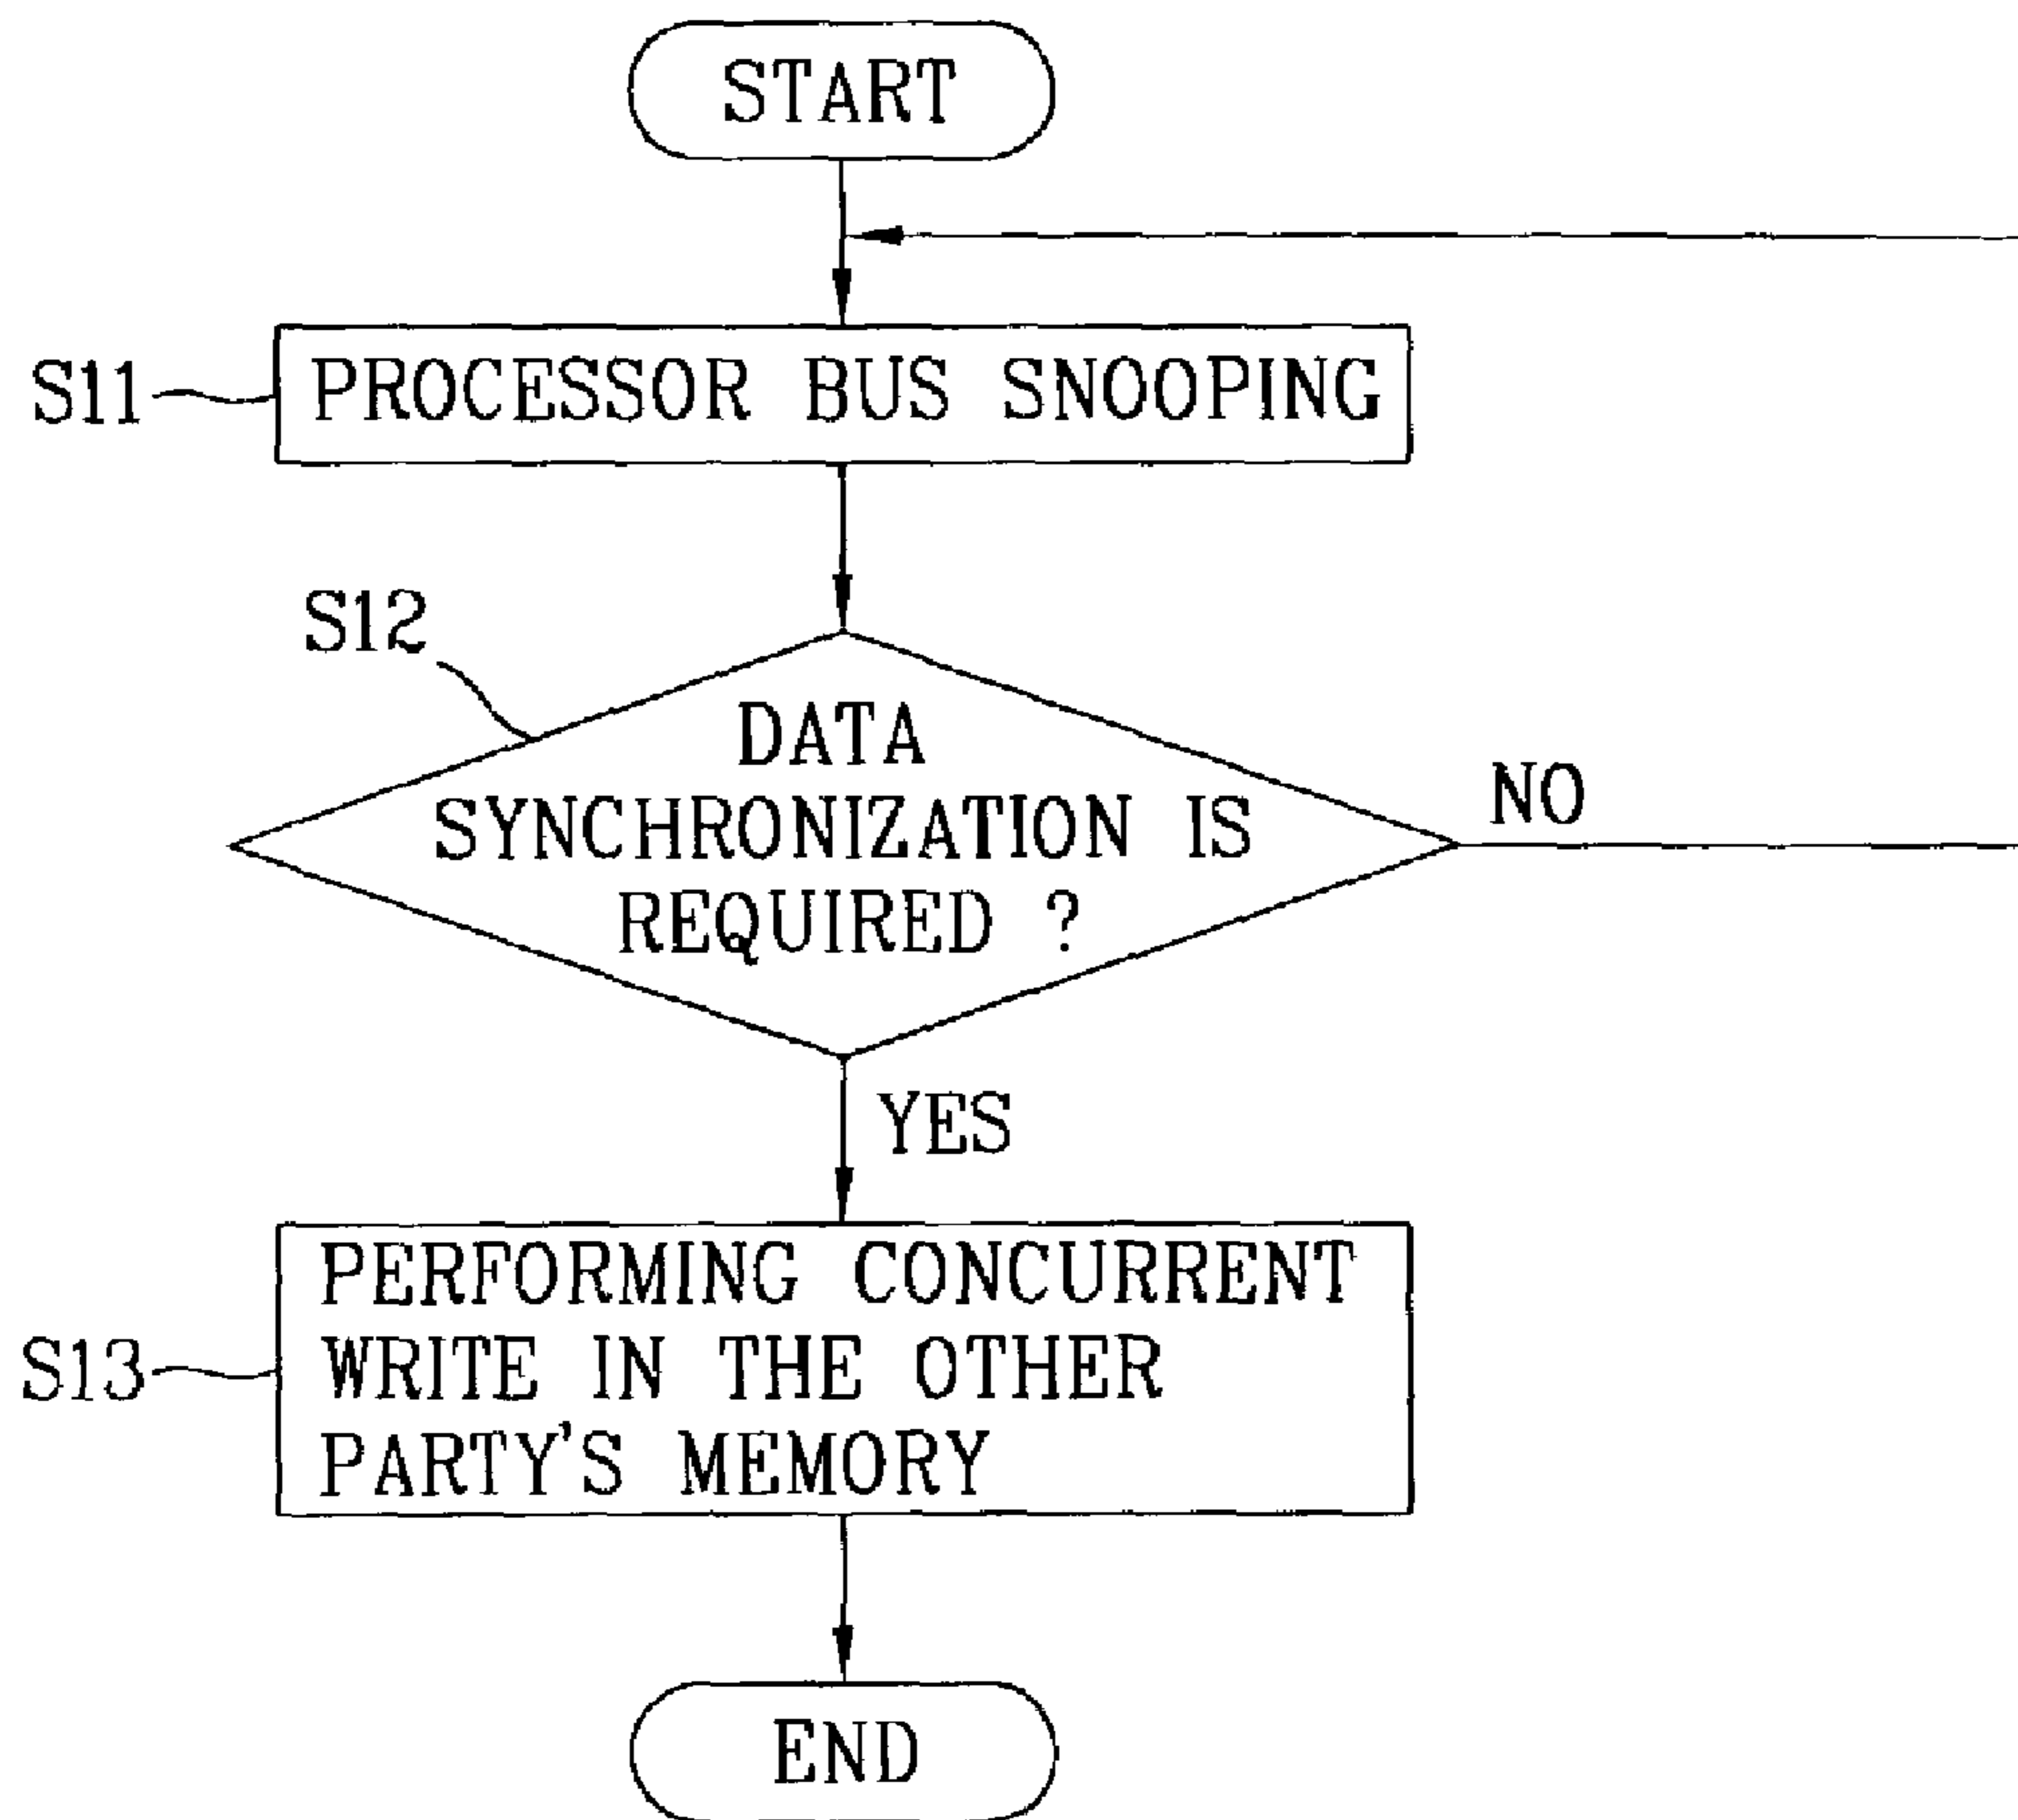 START
S11
PROCESSOR BUS SNOOPING
S12
DATA
SYNCHRONIZATION IS
REQUIRED ?
NO
YES
S13
PERFORMING CONCURRENT
WRITE IN THE OTHER
PARTY'S MEMORY
END